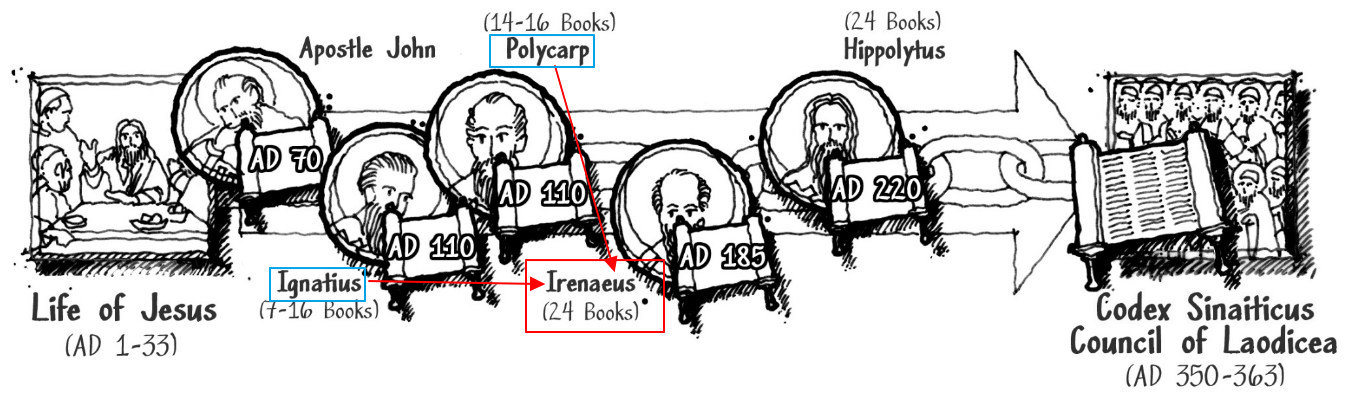 (14-16 Books)
(24 Books)
Apostle John
Polycarp
Hippolytus
AD 70
AD 110
AD 110
AD 185
AD 220
Ignatius
(7-16 Books)
Irenaeus
(24 Books)
Life of Jesus
(AD 1-33)
Codex Sinaiticus
Council of Laodicea
(AD 350-363)